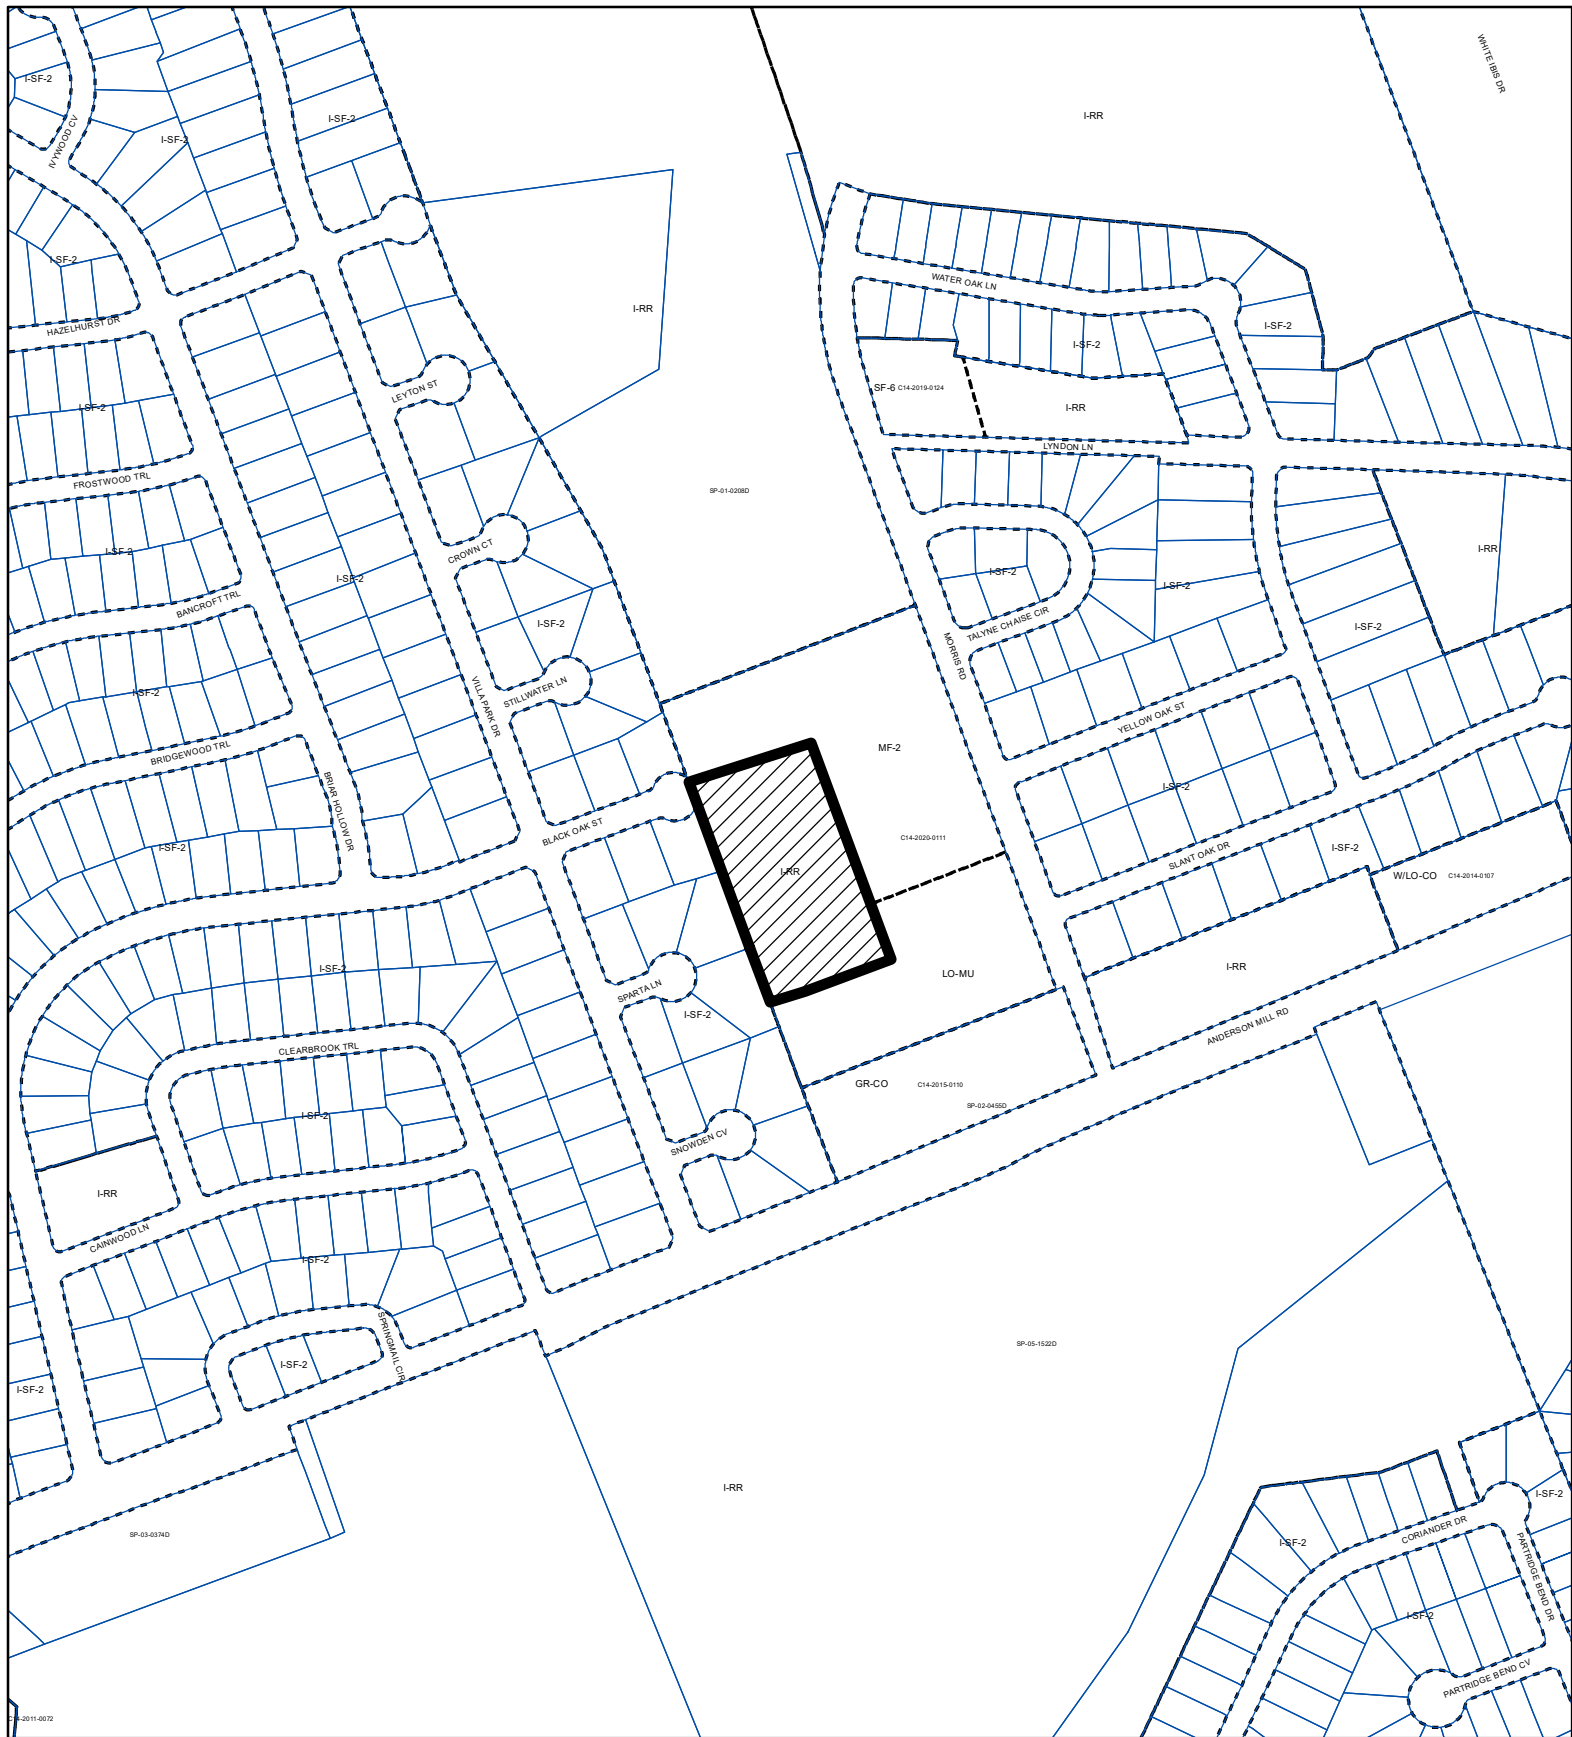 WHITE IBIS DR
I-SF-2
I-RR
I-SF-2
IVYWOOD CV
I-SF-2
I-SF-2
WATER OAK LN
I-RR
HAZELHURST DR
I-SF-2
I-SF-2
LEYTON ST
SF-6 C14-2019-0124
I-SF-2
I-RR
LYNDON LN
FROSTWOOD TRL
SP-01-0208D
I-SF-2
CROWN CT
I-RR
I-SF-2
I-SF-2
I-SF-2
BANCROFT TRL
I-SF-2
TALYNE CHAISE CIR
I-SF-2
MORRIS RD
I-SF-2
STILLWATER LN
VILLA PARK DR
YELLOW OAK ST
BRIDGEWOOD TRL
MF-2
I-SF-2
BRIAR HOLLOW DR
BLACK OAK ST
C14-2020-0111
I-SF-2
SLANT OAK DR
I-SF-2
I-RR
W/LO-CO C14-2014-0107
I-SF-2
I-RR
LO-MU
SPARTA LN
I-SF-2
ANDERSON MILL RD
CLEARBROOK TRL
GR-CO C14-2015-0110
SP-02-0455D
I-SF-2
SNOWDEN CV
I-RR
CAINWOOD LN
I-SF-2
SPRINGMAIL CIR
SP-05-1522D
I-SF-2
I-SF-2
I-RR
I-SF-2
SP-03-0374D
I-SF-2
CORIANDER DR
PARTRIDGE BEND DR
I-SF-2
PARTRIDGE BEND CV
C14-2011-0072